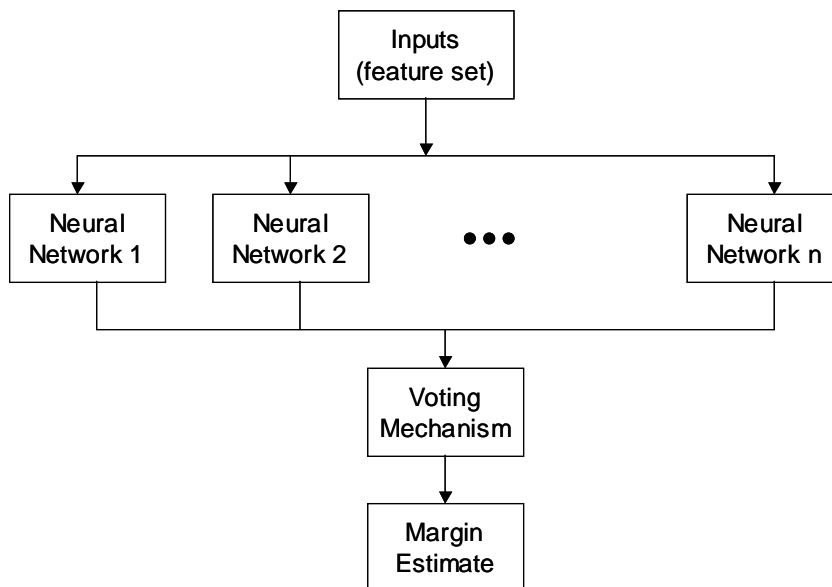 Inputs
(feature set)
Neural
Network 1
Neural
Network 2
Neural
Network n
Voting
Mechanism
Margin
Estimate